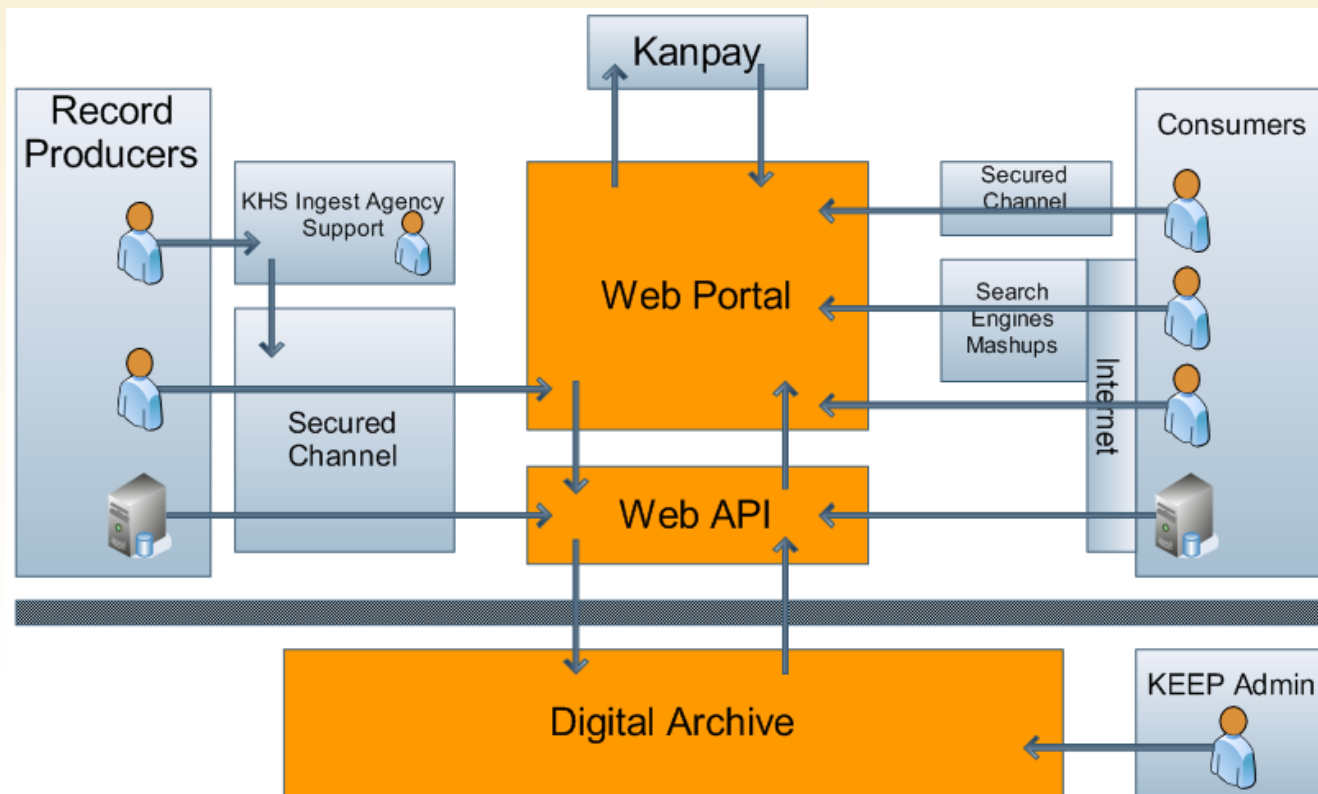 Kanpay
Record
Producers
Consumers
KHS Ingest Agency
Support
Secured
Channel
Web Portal
Search
Engines
Mashups
Internet
Secured
Channel
Web API
Digital Archive
KEEP Admin